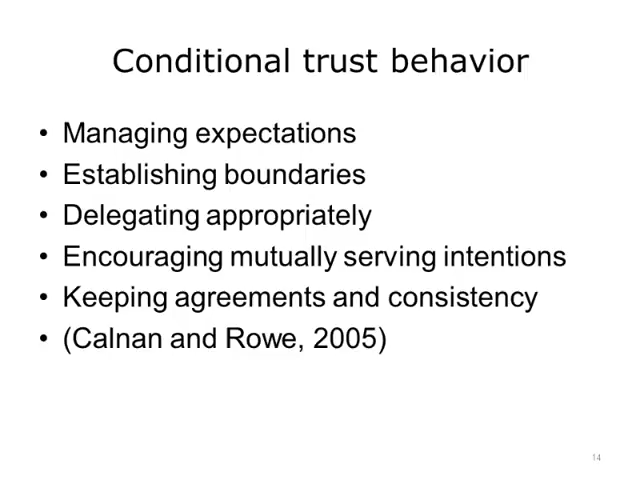 Conditional trust behavior
• Managing expectations
• Establishing boundaries
• Delegating appropriately
• Encouraging mutually serving intentions
• Keeping agreements and consistency
• (Calnan and Rowe, 2005)
14